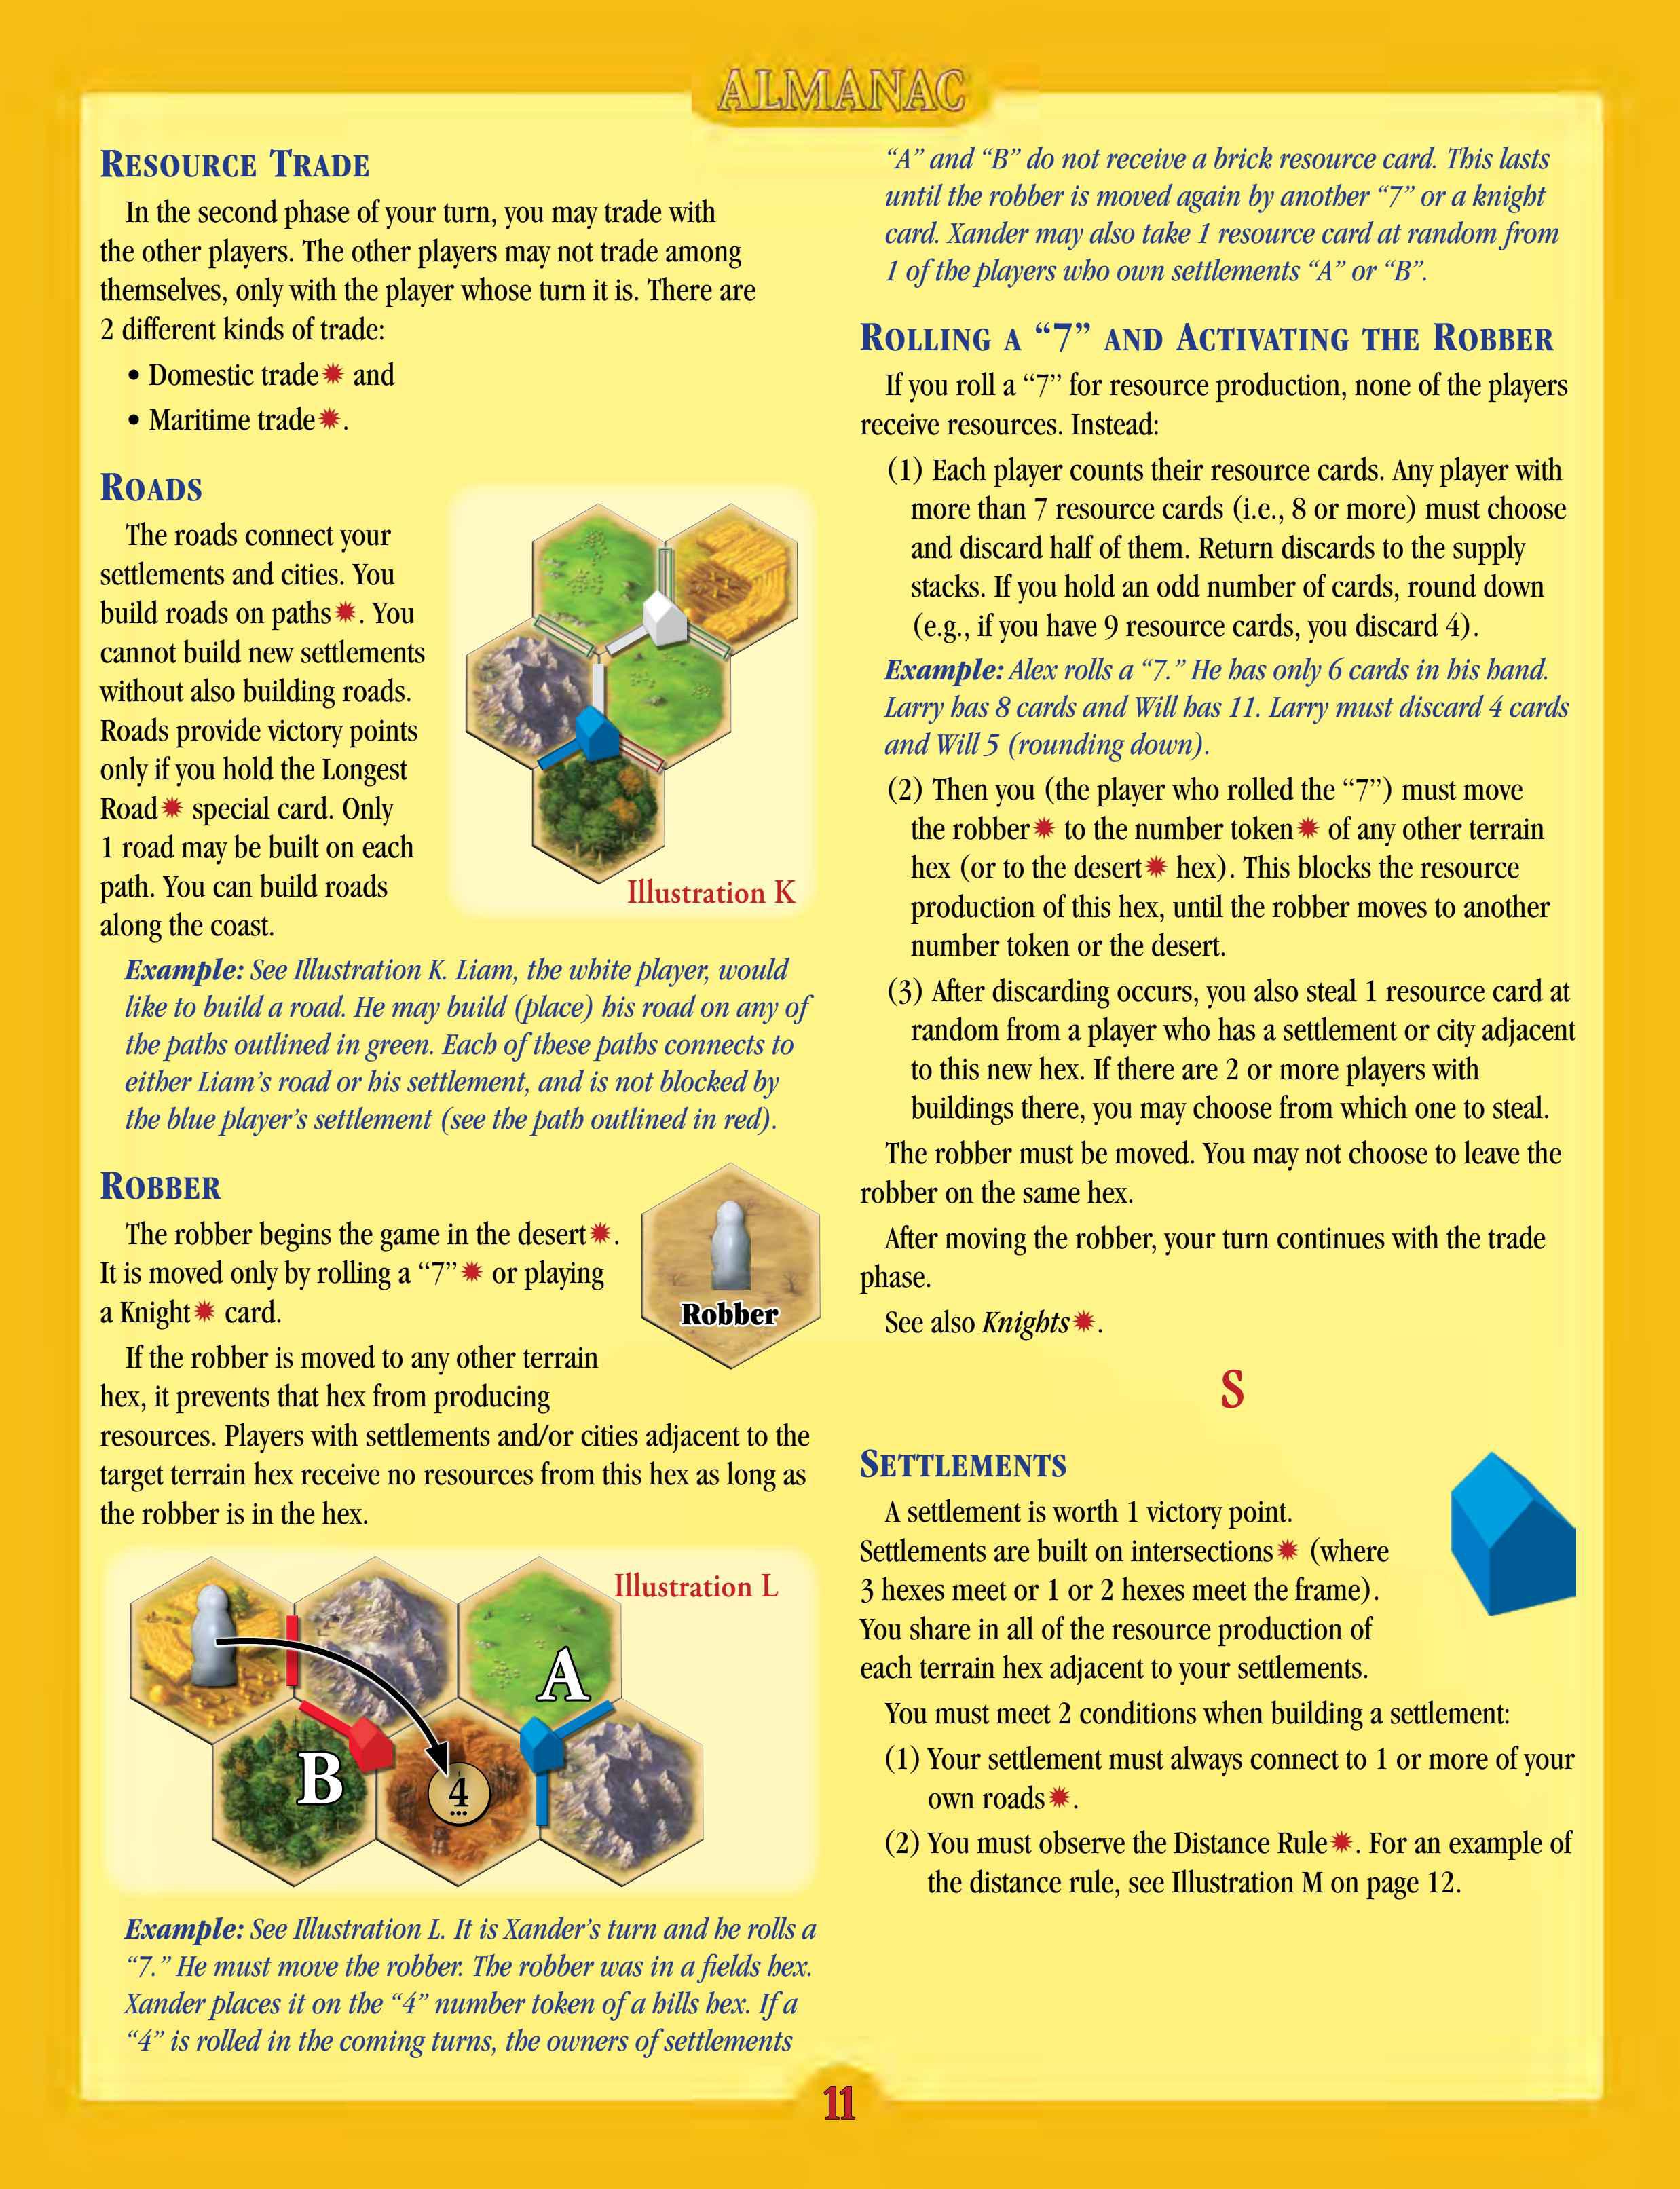 ALMANAC
RESOURCE TRADE
In the second phase of your turn, you may trade with
the other players. The other players may not trade among
themselves, only with the player whose turn it is. There are
2 different kinds of trade:
• Domestic trade✹ and
• Maritime trade✹.
ROADS
The roads connect your
settlements and cities. You
build roads on paths✹. You
cannot build new settlements
without also building roads.
Roads provide victory points
only if you hold the Longest
Road✹ special card. Only
1 road may be built on each
path. You can build roads
along the coast.
Illustration K
Example: See Illustration K. Liam, the white player, would
like to build a road. He may build (place) his road on any of
the paths outlined in green. Each of these paths connects to
either Liam's road or his settlement, and is not blocked by
the blue player's settlement (see the path outlined in red).
ROBBER
The robber begins the game in the desert✹.
It is moved only by rolling a “7”✹ or playing
a Knight✹ card.
Robber
If the robber is moved to any other terrain
hex, it prevents that hex from producing
resources. Players with settlements and/or cities adjacent to the
target terrain hex receive no resources from this hex as long as
the robber is in the hex.
Illustration L
A
B
4
Example: See Illustration L. It is Xander's turn and he rolls a
“7.” He must move the robber. The robber was in a fields hex.
Xander places it on the “4” number token of a hills hex. If a
“4” is rolled in the coming turns, the owners of settlements
“A” and “B” do not receive a brick resource card. This lasts
until the robber is moved again by another “7” or a knight
card. Xander may also take 1 resource card at random from
1 of the players who own settlements “A” or “B”.
ROLLING A “7” AND ACTIVATING THE ROBBER
If you roll a “7” for resource production, none of the players
receive resources. Instead:
(1) Each player counts their resource cards. Any player with
more than 7 resource cards (i.e., 8 or more) must choose
and discard half of them. Return discards to the supply
stacks. If you hold an odd number of cards, round down
(e.g., if you have 9 resource cards, you discard 4).
Example: Alex rolls a “7.” He has only 6 cards in his hand.
Larry has 8 cards and Will has 11. Larry must discard 4 cards
and Will 5 (rounding down).
(2) Then you (the player who rolled the “7”) must move
the robber✹ to the number token✹ of any other terrain
hex (or to the desert✹ hex). This blocks the resource
production of this hex, until the robber moves to another
number token or the desert.
(3) After discarding occurs, you also steal 1 resource card at
random from a player who has a settlement or city adjacent
to this new hex. If there are 2 or more players with
buildings there, you may choose from which one to steal.
The robber must be moved. You may not choose to leave the
robber on the same hex.
After moving the robber, your turn continues with the trade
phase.
See also Knights✹.
S
SETTLEMENTS
A settlement is worth 1 victory point.
Settlements are built on intersections✹ (where
3 hexes meet or 1 or 2 hexes meet the frame).
You share in all of the resource production of
each terrain hex adjacent to your settlements.
You must meet 2 conditions when building a settlement:
(1) Your settlement must always connect to 1 or more of your
own roads✹.
(2) You must observe the Distance Rule✹. For an example of
the distance rule, see Illustration M on page 12.
11